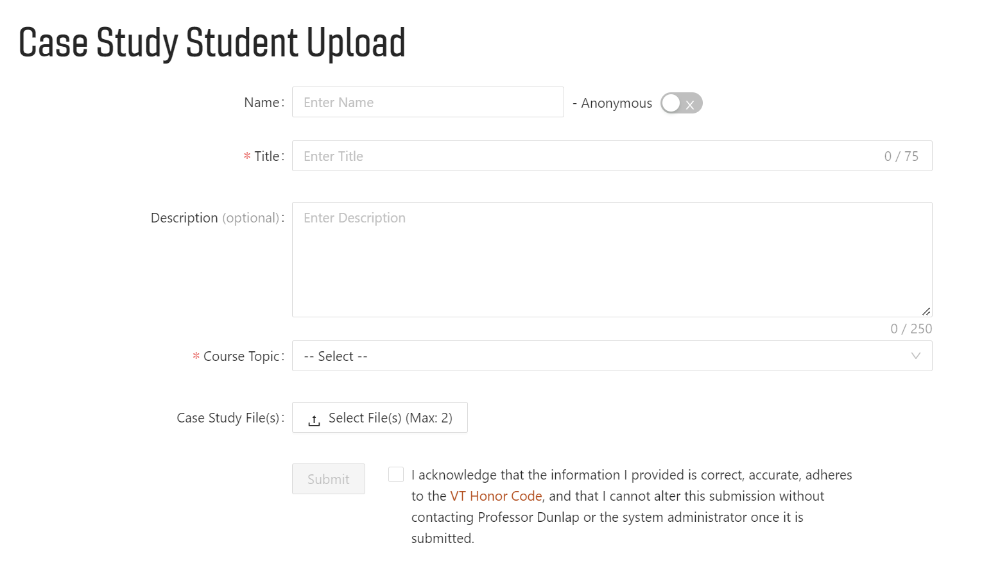 Case Study Student Upload
Name: Enter Name - Anonymous
* Title: Enter Title 0 / 75
Description (optional): Enter Description
0 / 250
* Course Topic: -- Select --
Case Study File(s): Select File(s) (Max: 2)
Submit I acknowledge that the information I provided is correct, accurate, adheres
to the VT Honor Code, and that I cannot alter this submission without
contacting Professor Dunlap or the system administrator once it is
submitted.